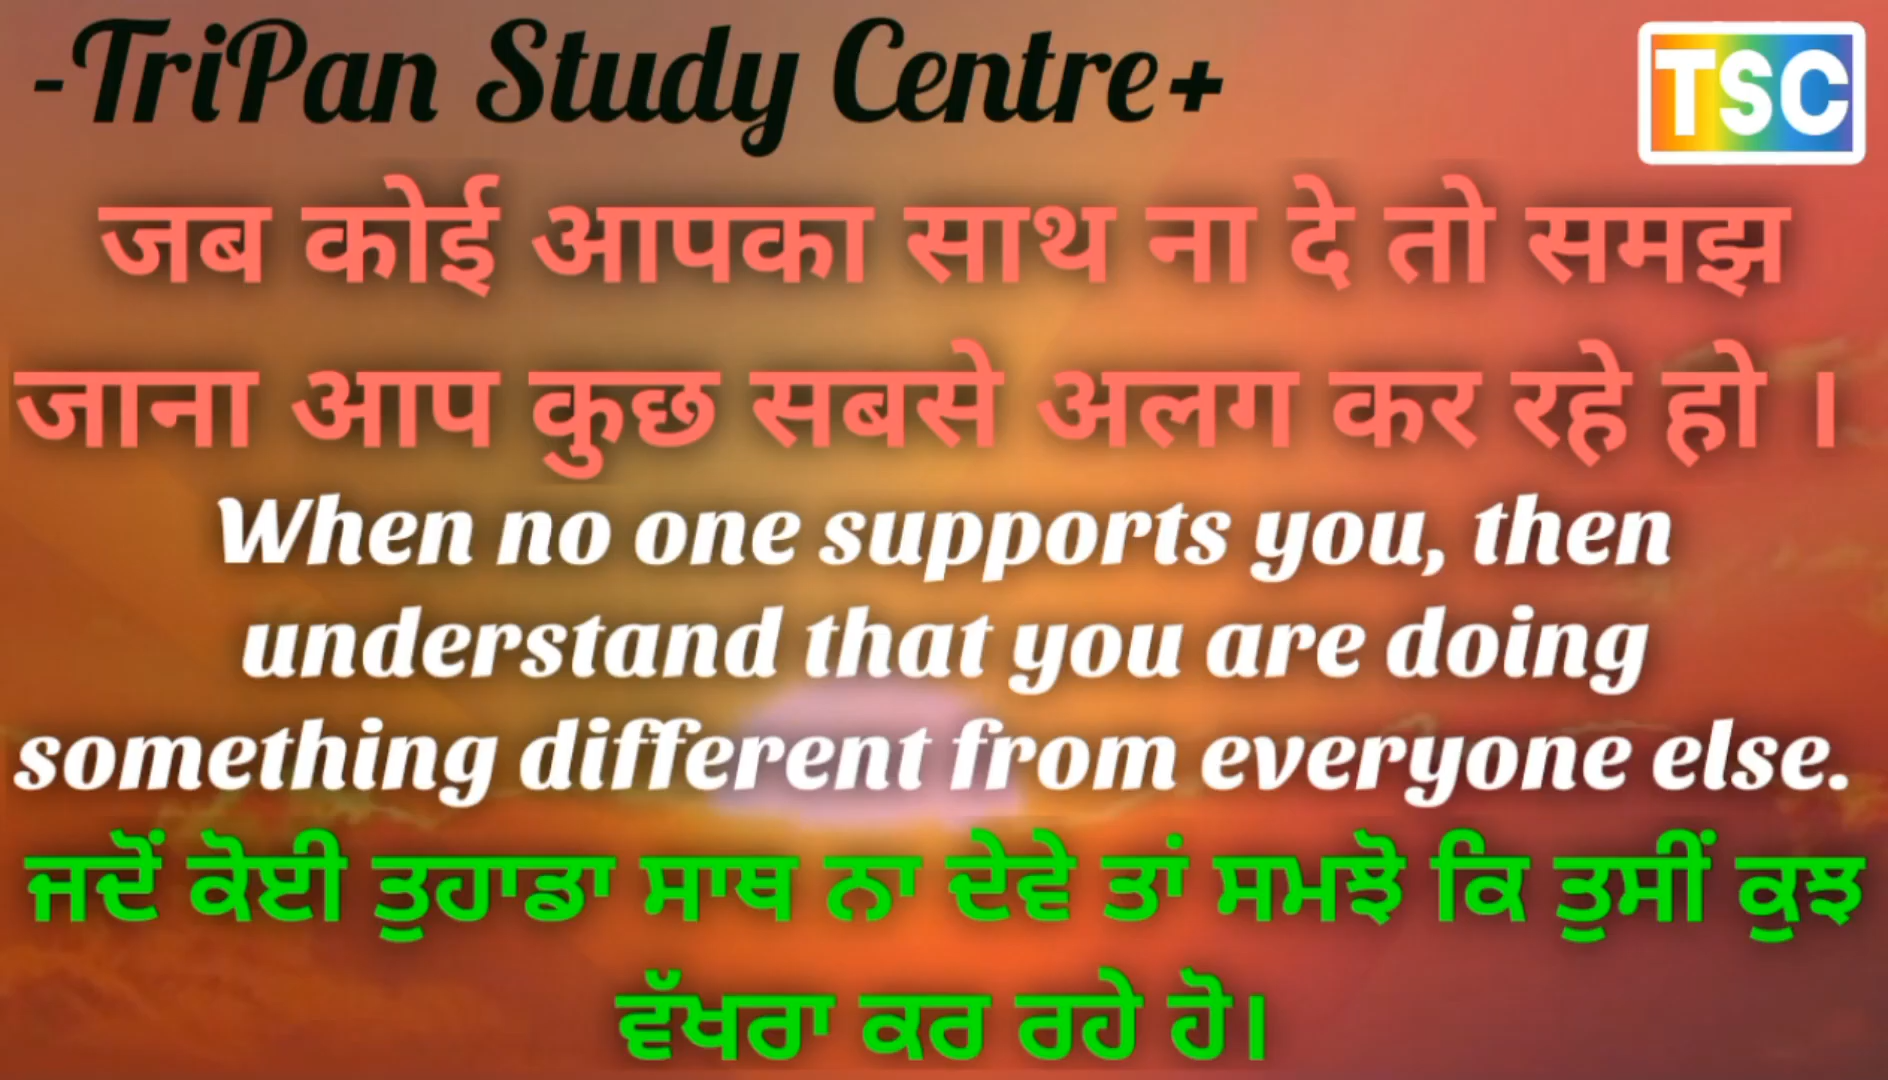 -TriPan Study Centre+
TSC
जब कोई आपका साथ ना दे तो समझ
जाना आप कुछ सबसे अलग कर रहे हो ।
When no one supports you, then
understand that you are doing
something different from everyone else.
ਜਦੋਂ ਕੋਈ ਤੁਹਾਡਾ ਸਾਥ ਨਾ ਦੇਵੇ ਤਾਂ ਸਮਝੋ ਕਿ ਤੁਸੀਂ ਕੁਝ
ਵੱਖਰਾ ਕਰ ਰਹੇ ਹੋ।